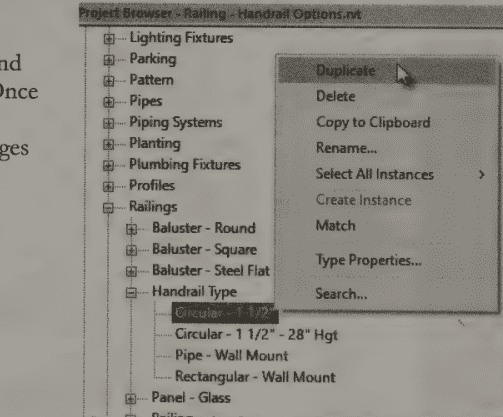 Project Browser - Railing - Handrail Options.rvt
Lighting Fixtures
Parking
Pattern
Pipes
Piping Systems
Planting
Plumbing Fixtures
Profiles
Railings
Baluster - Round
Baluster - Square
Baluster - Steel Flat
Handrail Type
Circular - 1 1/2"
Circular - 1 1/2" - 28" Hgt
Pipe - Wall Mount
Rectangular - Wall Mount
Panel - Glass
Duplicate
Delete
Copy to Clipboard
Rename...
Select All Instances
Create Instance
Match
Type Properties...
Search...
nd
Once
ges